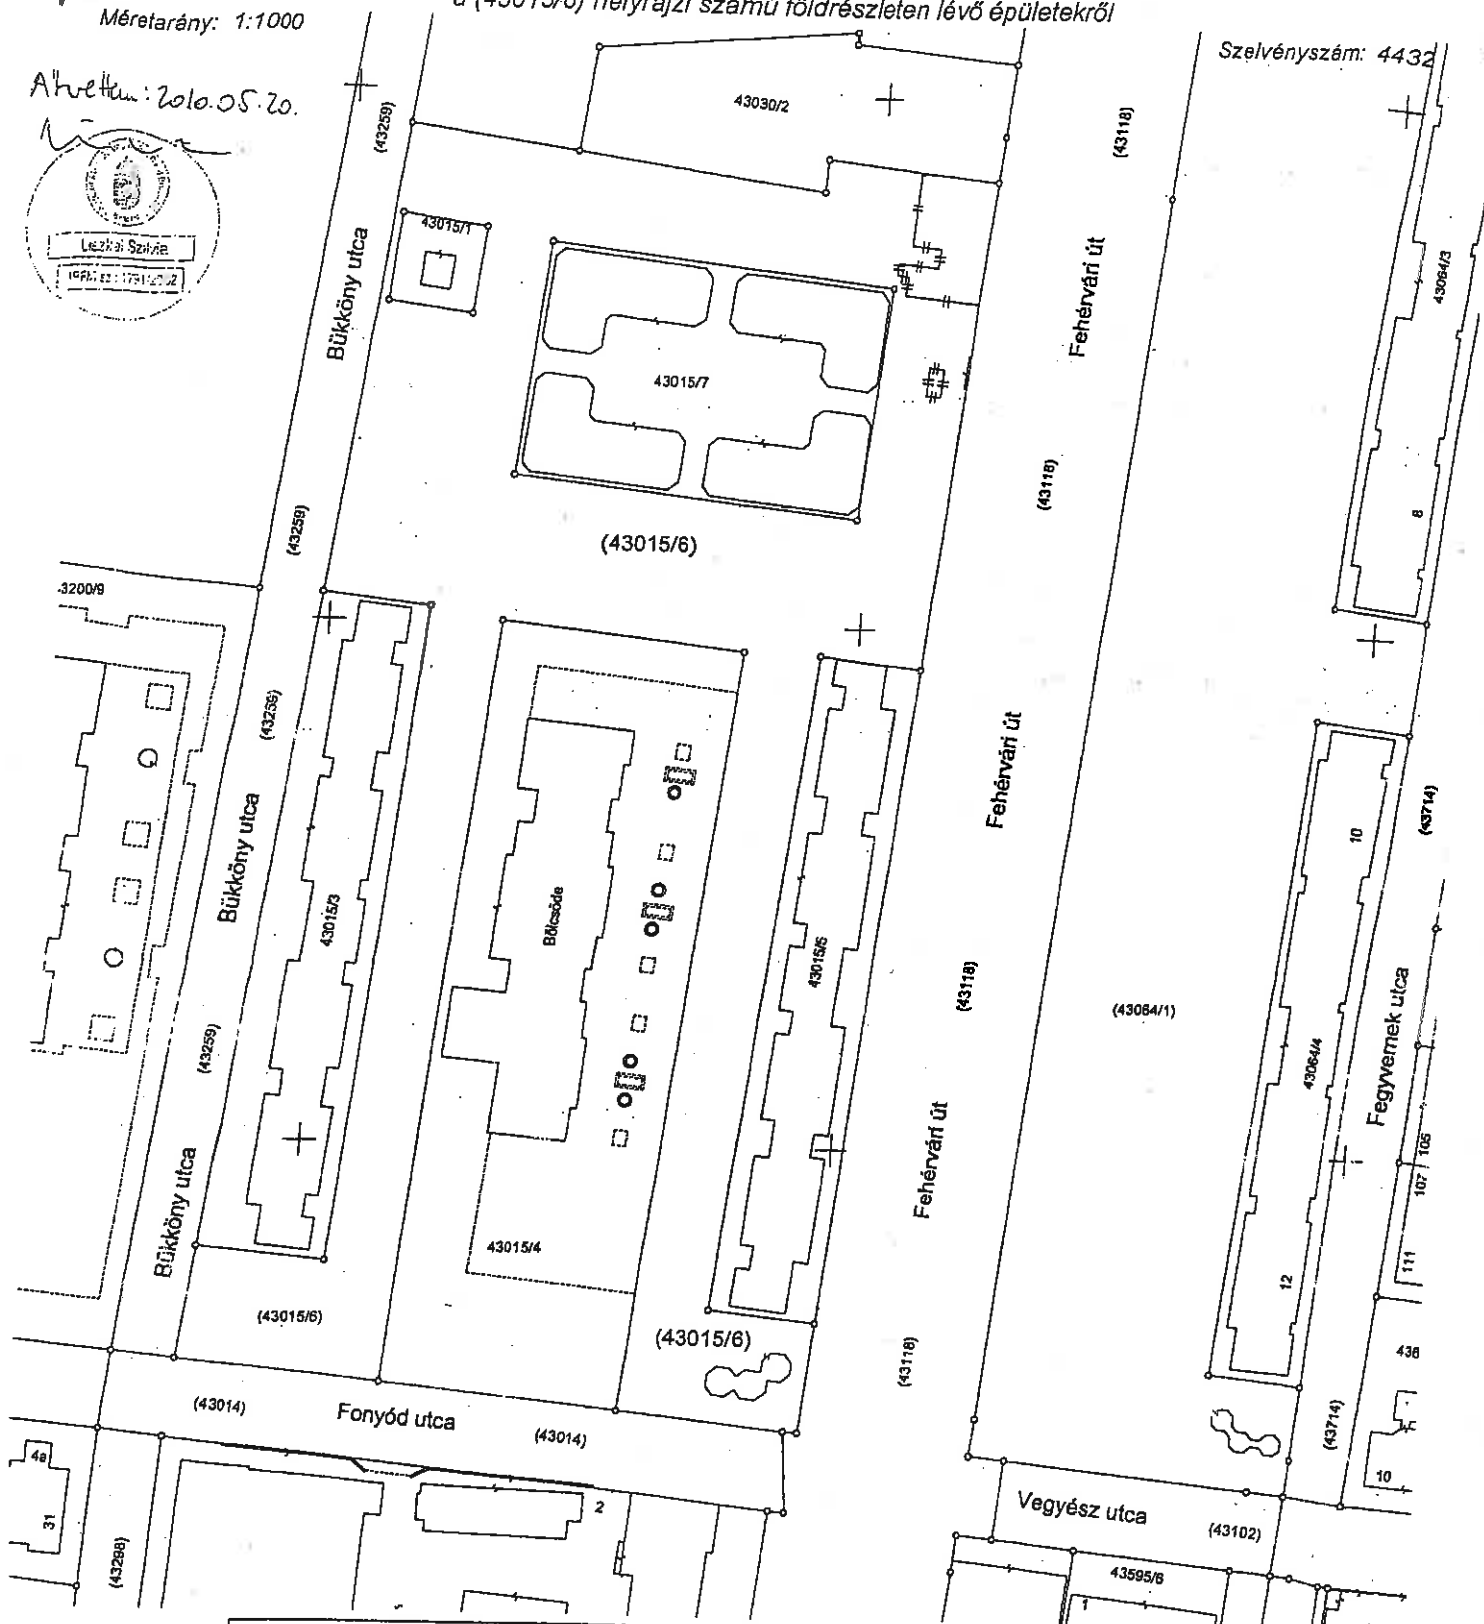 a (43015/6) helyrajzi számú földrészleten lévő épületekről
Méretarány: 1:1000
Szelvényszám: 4432
Átvettem: 2010.05.20.
43030/2
(43259)
(43118)
43015/1
Bükköny utca
Fehérvári út
43064/3
43015/7
(43118)
8
(43259)
(43015/6)
3200/9
(43259)
Fehérvári út
10
(43714)
Bükköny utca
43015/3
Bölcsőde
43015/5
(43118)
(43064/1)
(43259)
43064/4
Fegyvernek utca
Fehérvári út
105
107
Bükköny utca
43015/4
111
12
(43015/6)
(43015/6)
(43118)
436
(43014)
Fonyód utca
(43014)
(43714)
4a
10
31
2
Vegyész utca
(43102)
(43298)
43595/6
1